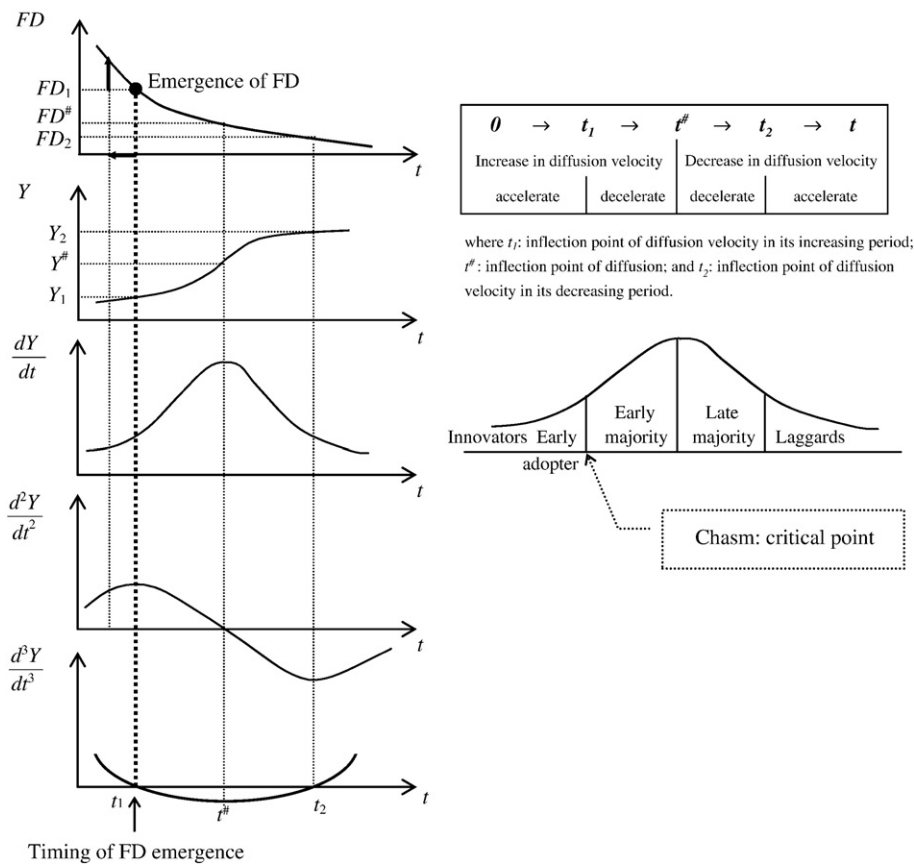 FD
FD₁
Emergence of FD
FD#
FD₂
t
Y
Y₂
Y#
Y₁
t
dY
dt
t
d²Y
dt²
t
d³Y
dt³
t₁
t#
t₂
t
Timing of FD emergence
0 → t₁ → t# → t₂ → t
Increase in diffusion velocity Decrease in diffusion velocity
accelerate decelerate decelerate accelerate
where t₁: inflection point of diffusion velocity in its increasing period;
t#: inflection point of diffusion; and t₂: inflection point of diffusion
velocity in its decreasing period.
Innovators Early adopter
Early majority
Late majority
Laggards
Chasm: critical point